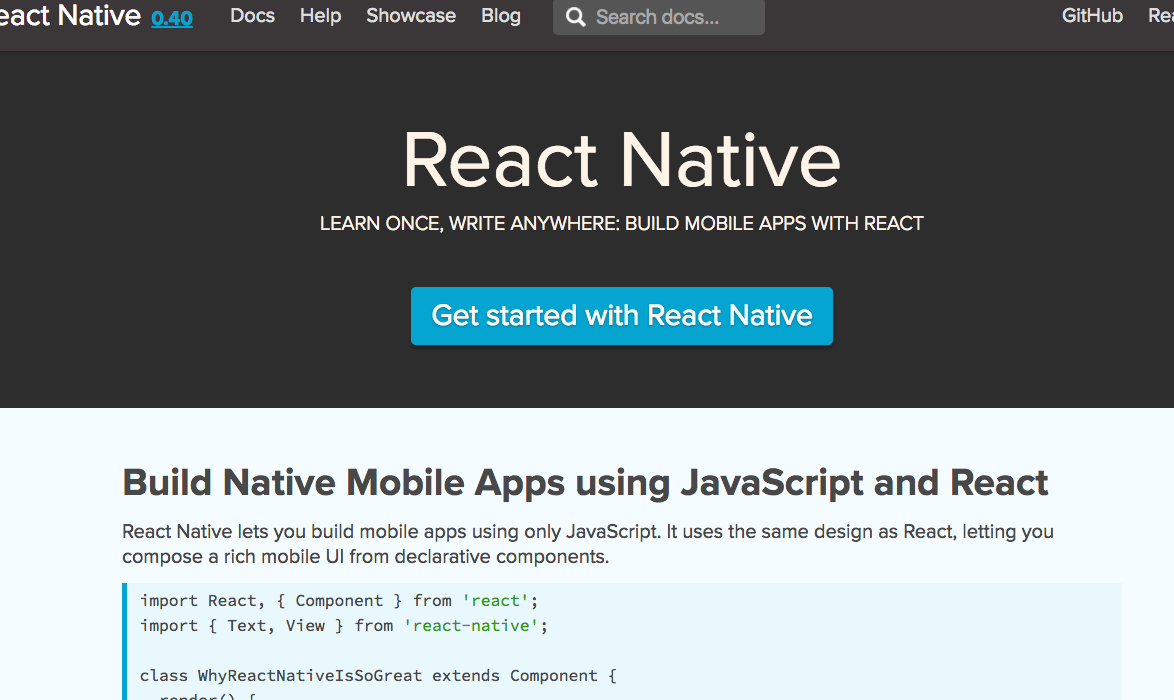 eact Native 0.40 Docs Help Showcase Blog Search docs... GitHub Rea
React Native
LEARN ONCE, WRITE ANYWHERE: BUILD MOBILE APPS WITH REACT
Get started with React Native
Build Native Mobile Apps using JavaScript and React
React Native lets you build mobile apps using only JavaScript. It uses the same design as React, letting you
compose a rich mobile UI from declarative components.
import React, { Component } from 'react';
import { Text, View } from 'react-native';
class WhyReactNativeIsSoGreat extends Component {
render() {